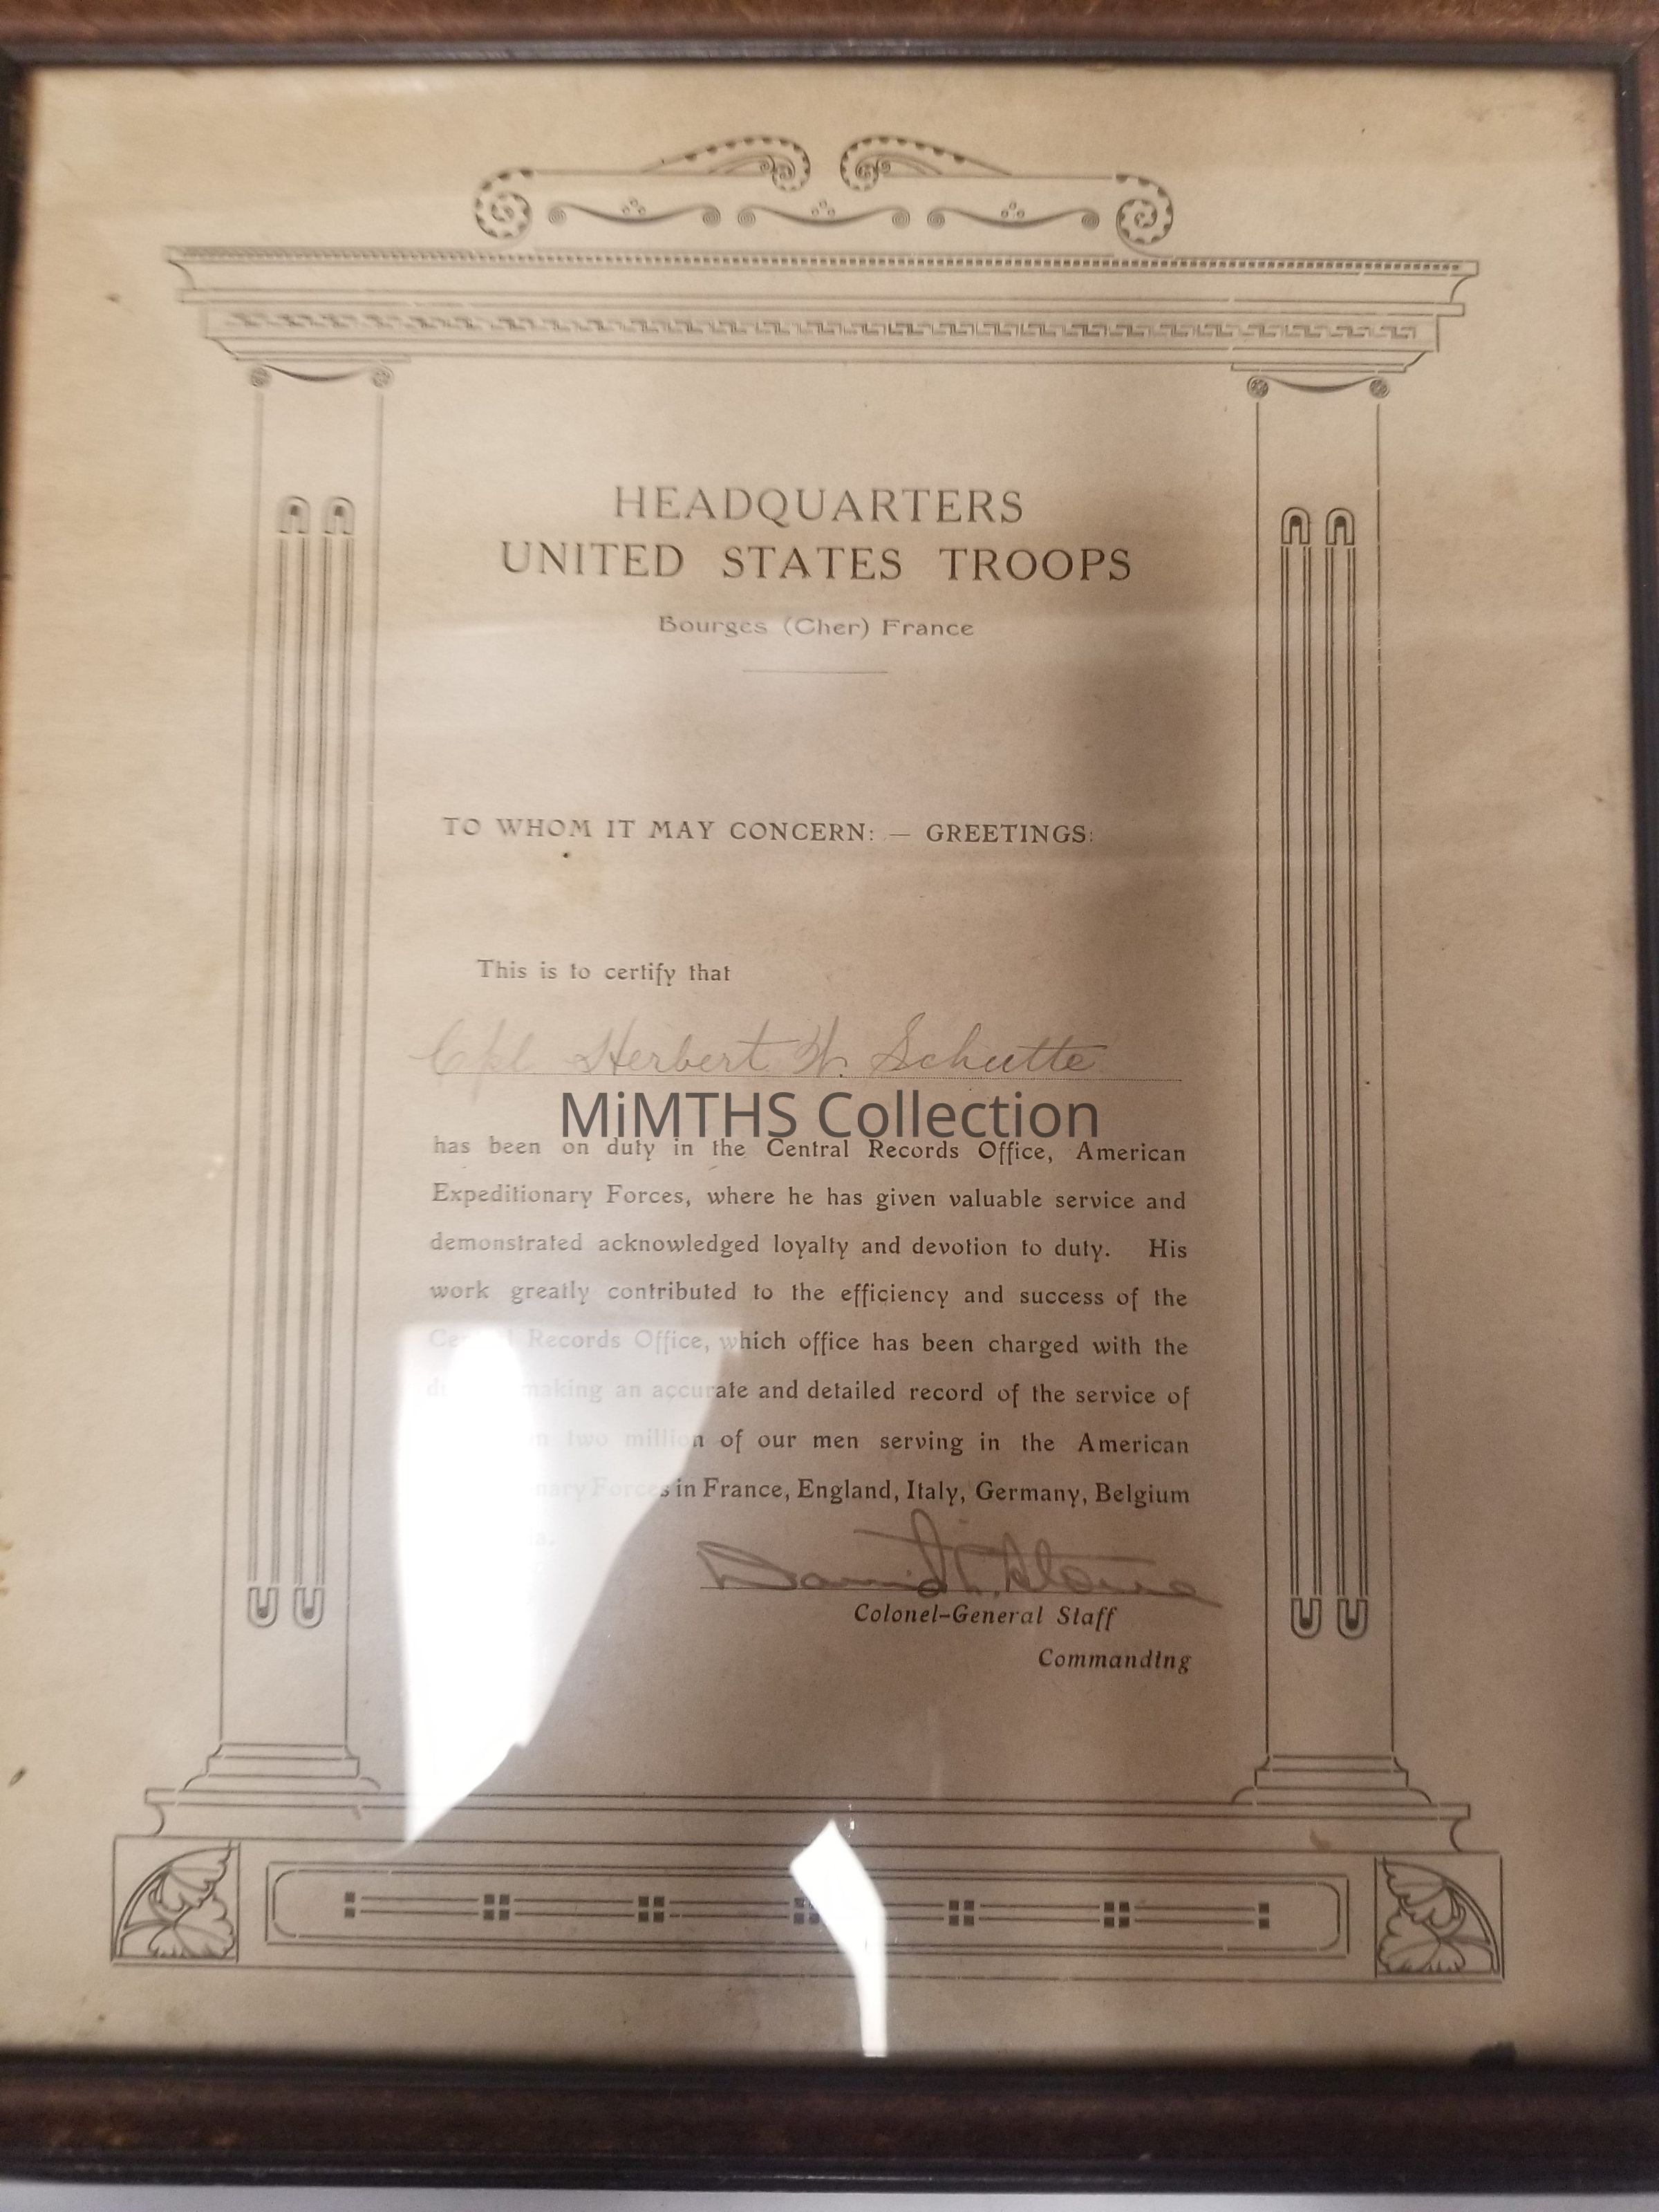 HEADQUARTERS
UNITED STATES TROOPS
Bourges (Cher) France
TO WHOM IT MAY CONCERN: — GREETINGS:
This is to certify that
Cpl. Herbert W. Schutte
MiMTHS Collection
has been on duty in the Central Records Office, American
Expeditionary Forces, where he has given valuable service and
demonstrated acknowledged loyalty and devotion to duty. His
work greatly contributed to the efficiency and success of the
Records Office, which office has been charged with the
making an accurate and detailed record of the service of
two million of our men serving in the American
Forces in France, England, Italy, Germany, Belgium
Colonel-General Staff
Commanding